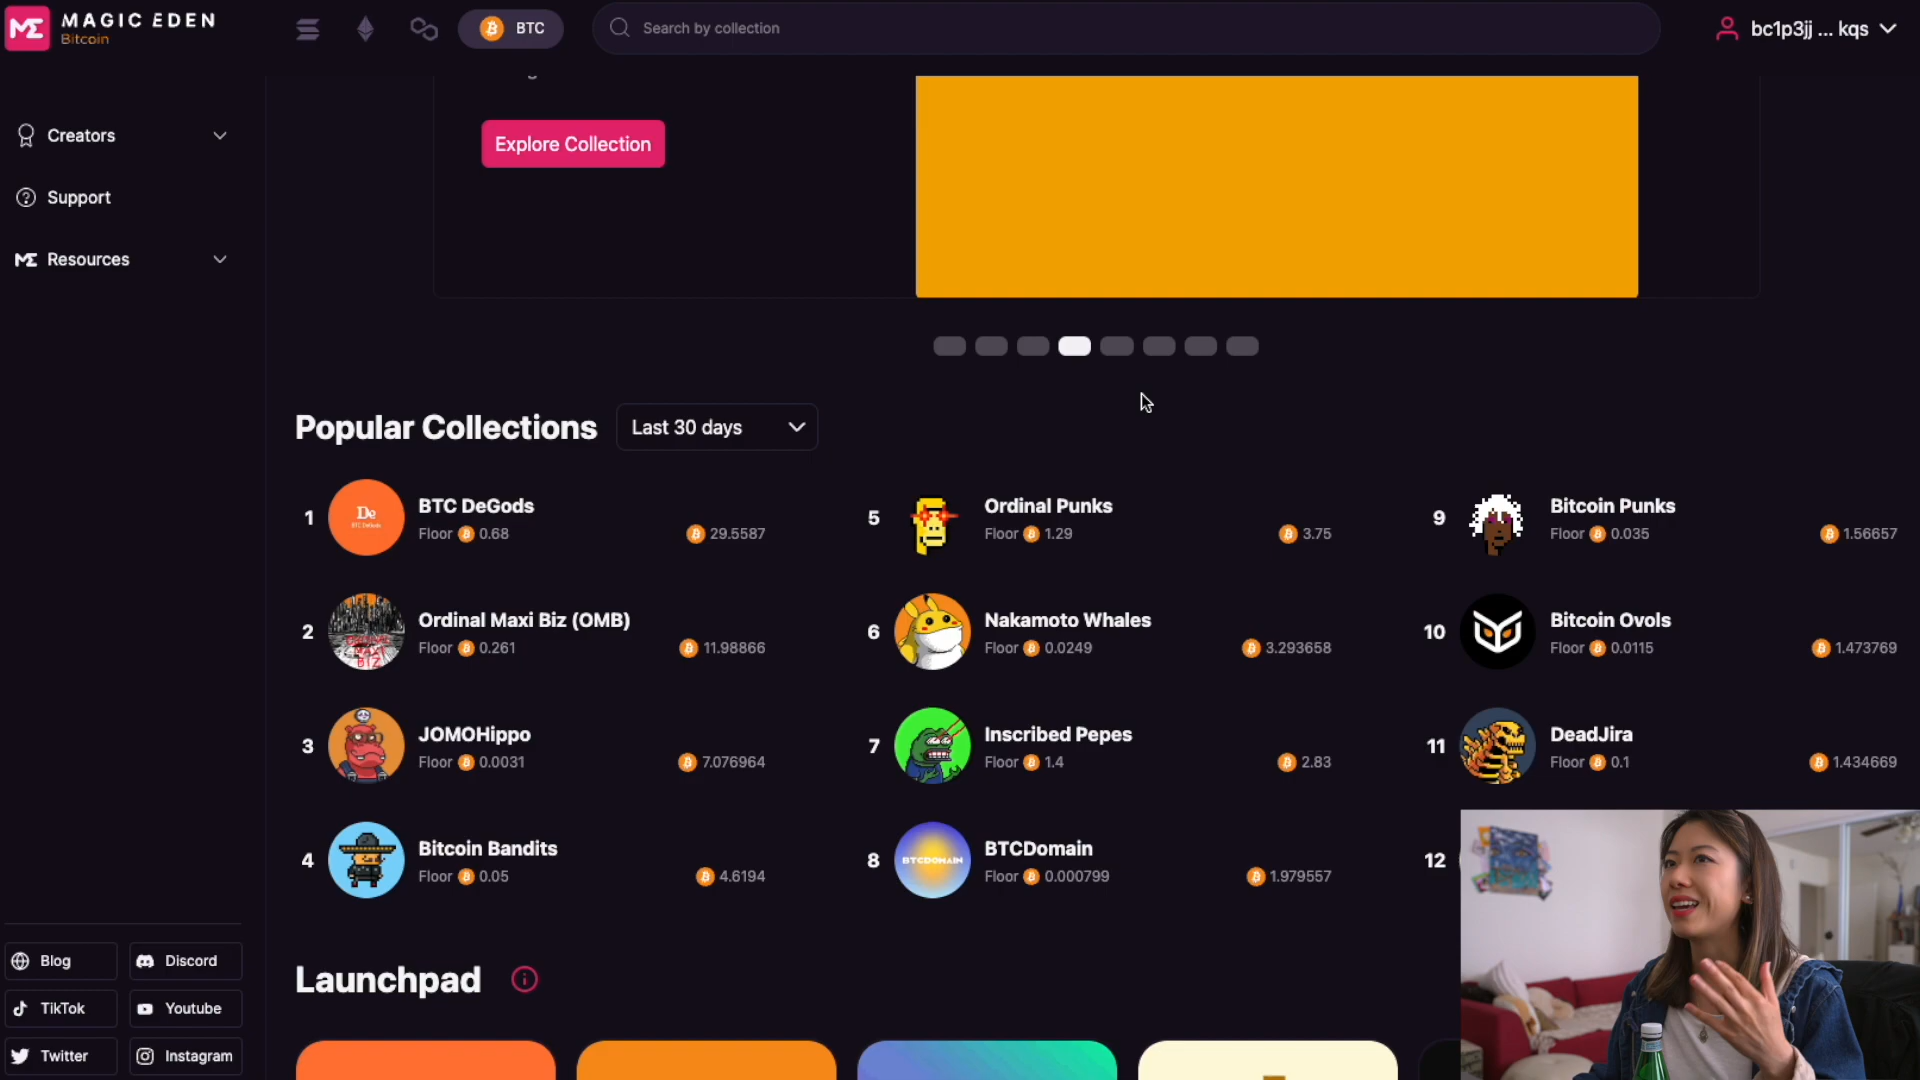 MAGIC EDEN
Bitcoin
BTC
Search by collection
bc1p3jj ... kqs
Creators
Support
Resources
Explore Collection
Popular Collections
Last 30 days
1
De
BTC DeGods
BTC DeGods
Floor 0.68
29.5587
2
Ordinal Maxi Biz (OMB)
Floor 0.261
11.98866
3
JOMOHippo
Floor 0.0031
7.076964
4
Bitcoin Bandits
Floor 0.05
4.6194
5
Ordinal Punks
Floor 1.29
3.75
6
Nakamoto Whales
Floor 0.0249
3.293658
7
Inscribed Pepes
Floor 1.4
2.83
8
BTCDOMAIN
BTCDomain
Floor 0.000799
1.979557
9
Bitcoin Punks
Floor 0.035
1.56657
10
Bitcoin Ovols
Floor 0.0115
1.473769
11
DeadJira
Floor 0.1
1.434669
12
Launchpad
Blog
Discord
TikTok
Youtube
Twitter
Instagram